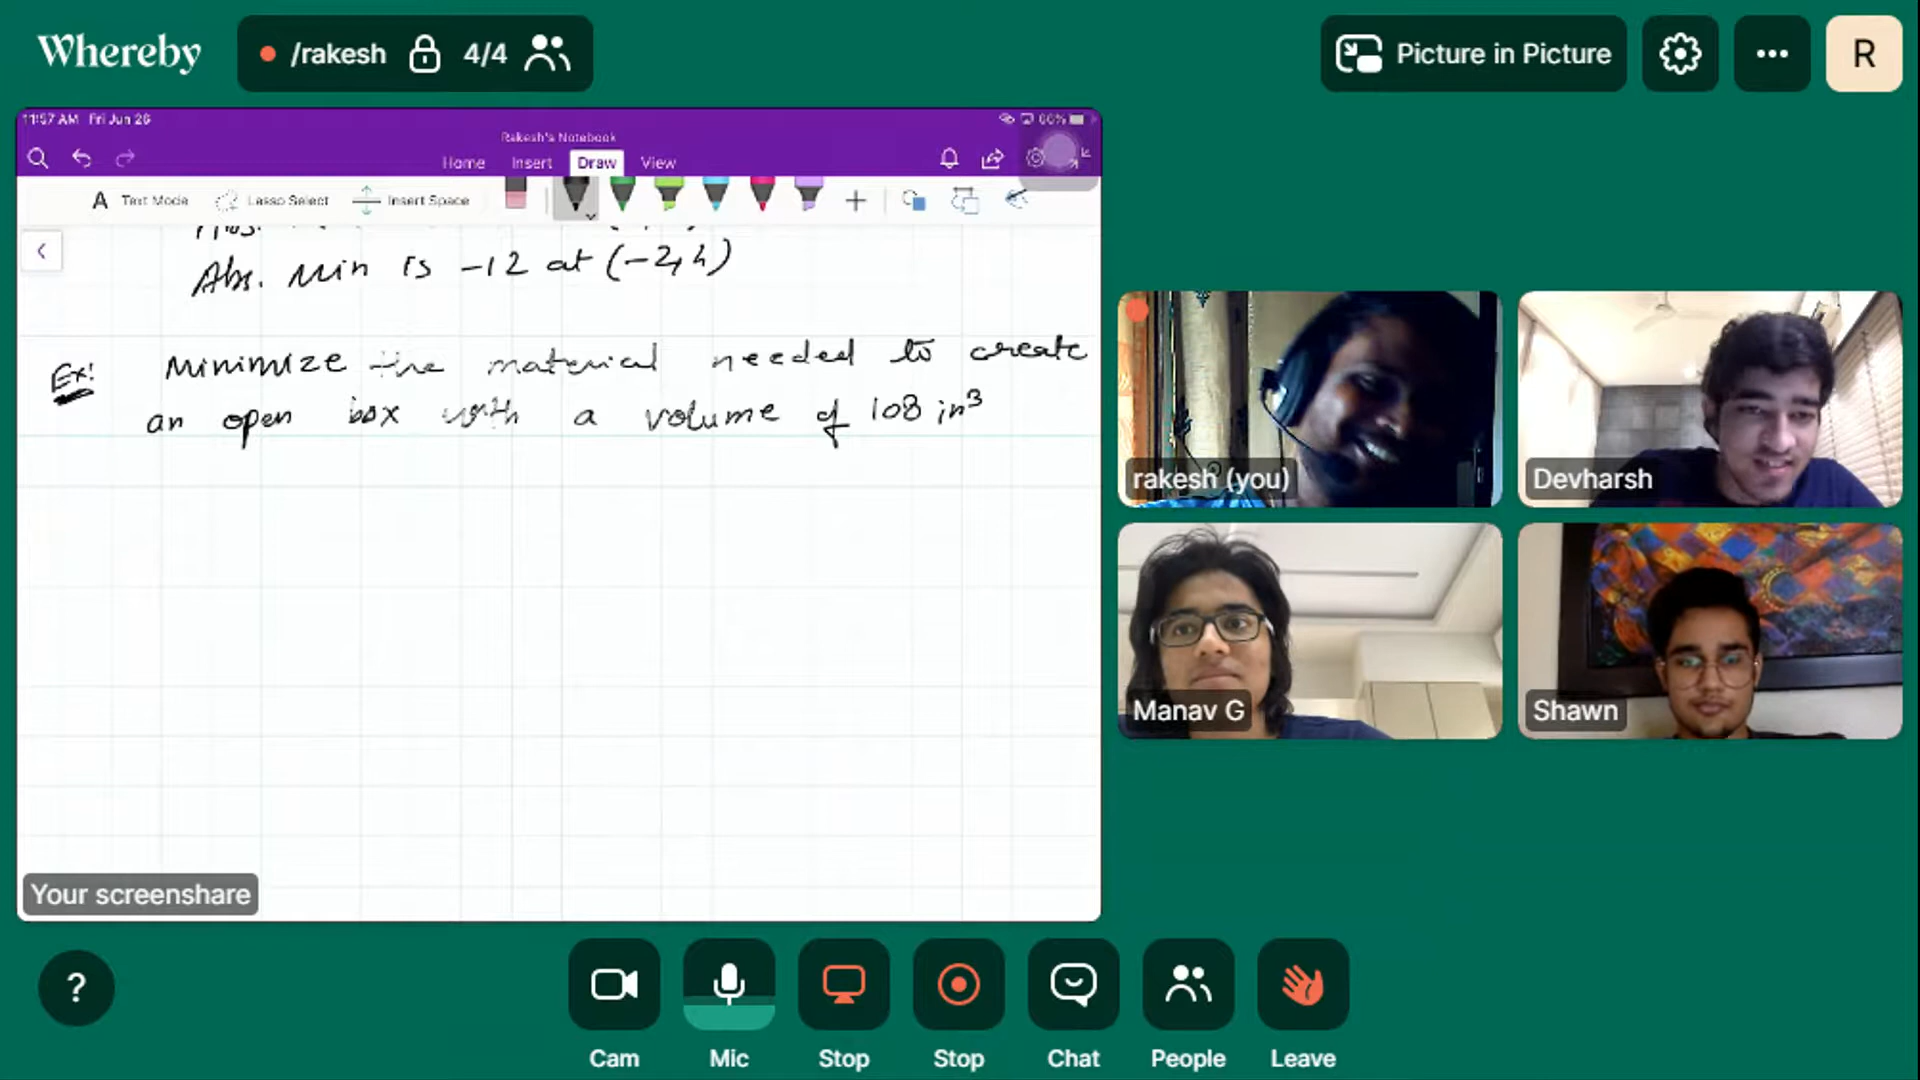 Whereby
/rakesh 4/4
Picture in Picture
R
11:57 AM Fri Jun 26
66%
Rakesh's Notebook
Home Insert Draw View
A Text Mode Lasso Select Insert Space
Abs. Min is -12 at (-2,4)
Ex: Minimize the material needed to create
an open box with a volume of 108 in³
Your screenshare
rakesh (you)
Devharsh
Manav G
Shawn
?
Cam Mic Stop Stop Chat People Leave